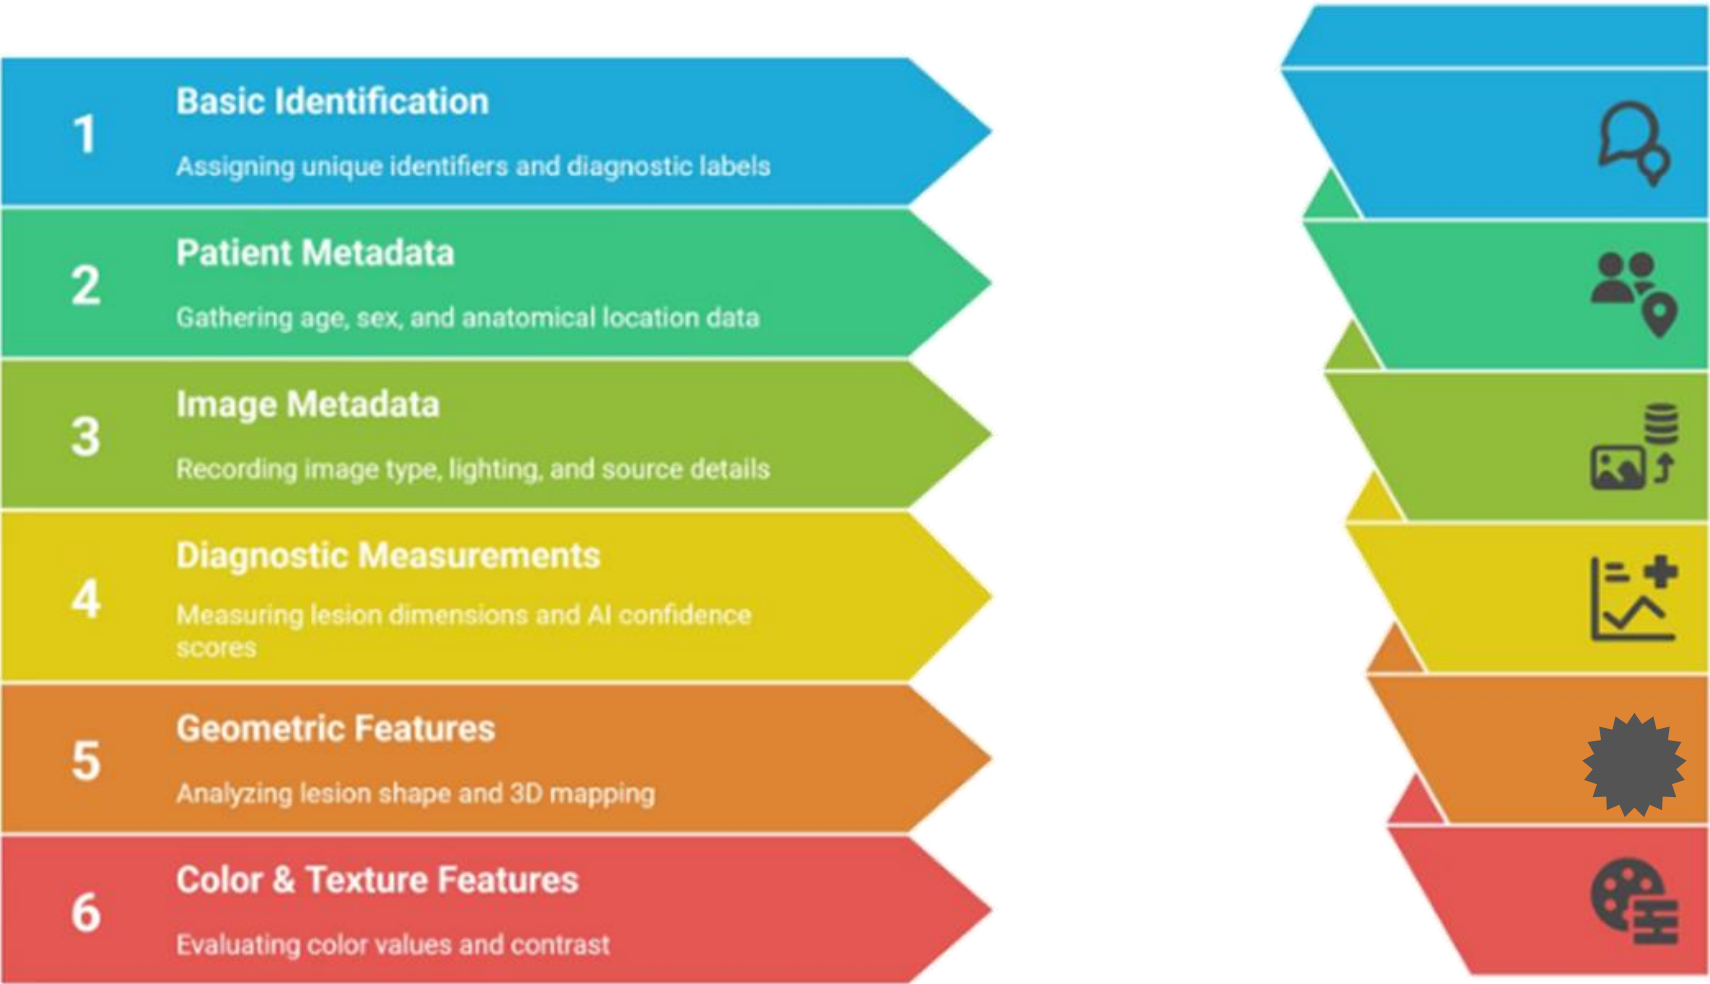 1
Basic Identification
Assigning unique identifiers and diagnostic labels
2
Patient Metadata
Gathering age, sex, and anatomical location data
3
Image Metadata
Recording image type, lighting, and source details
4
Diagnostic Measurements
Measuring lesion dimensions and AI confidence
scores
5
Geometric Features
Analyzing lesion shape and 3D mapping
6
Color & Texture Features
Evaluating color values and contrast